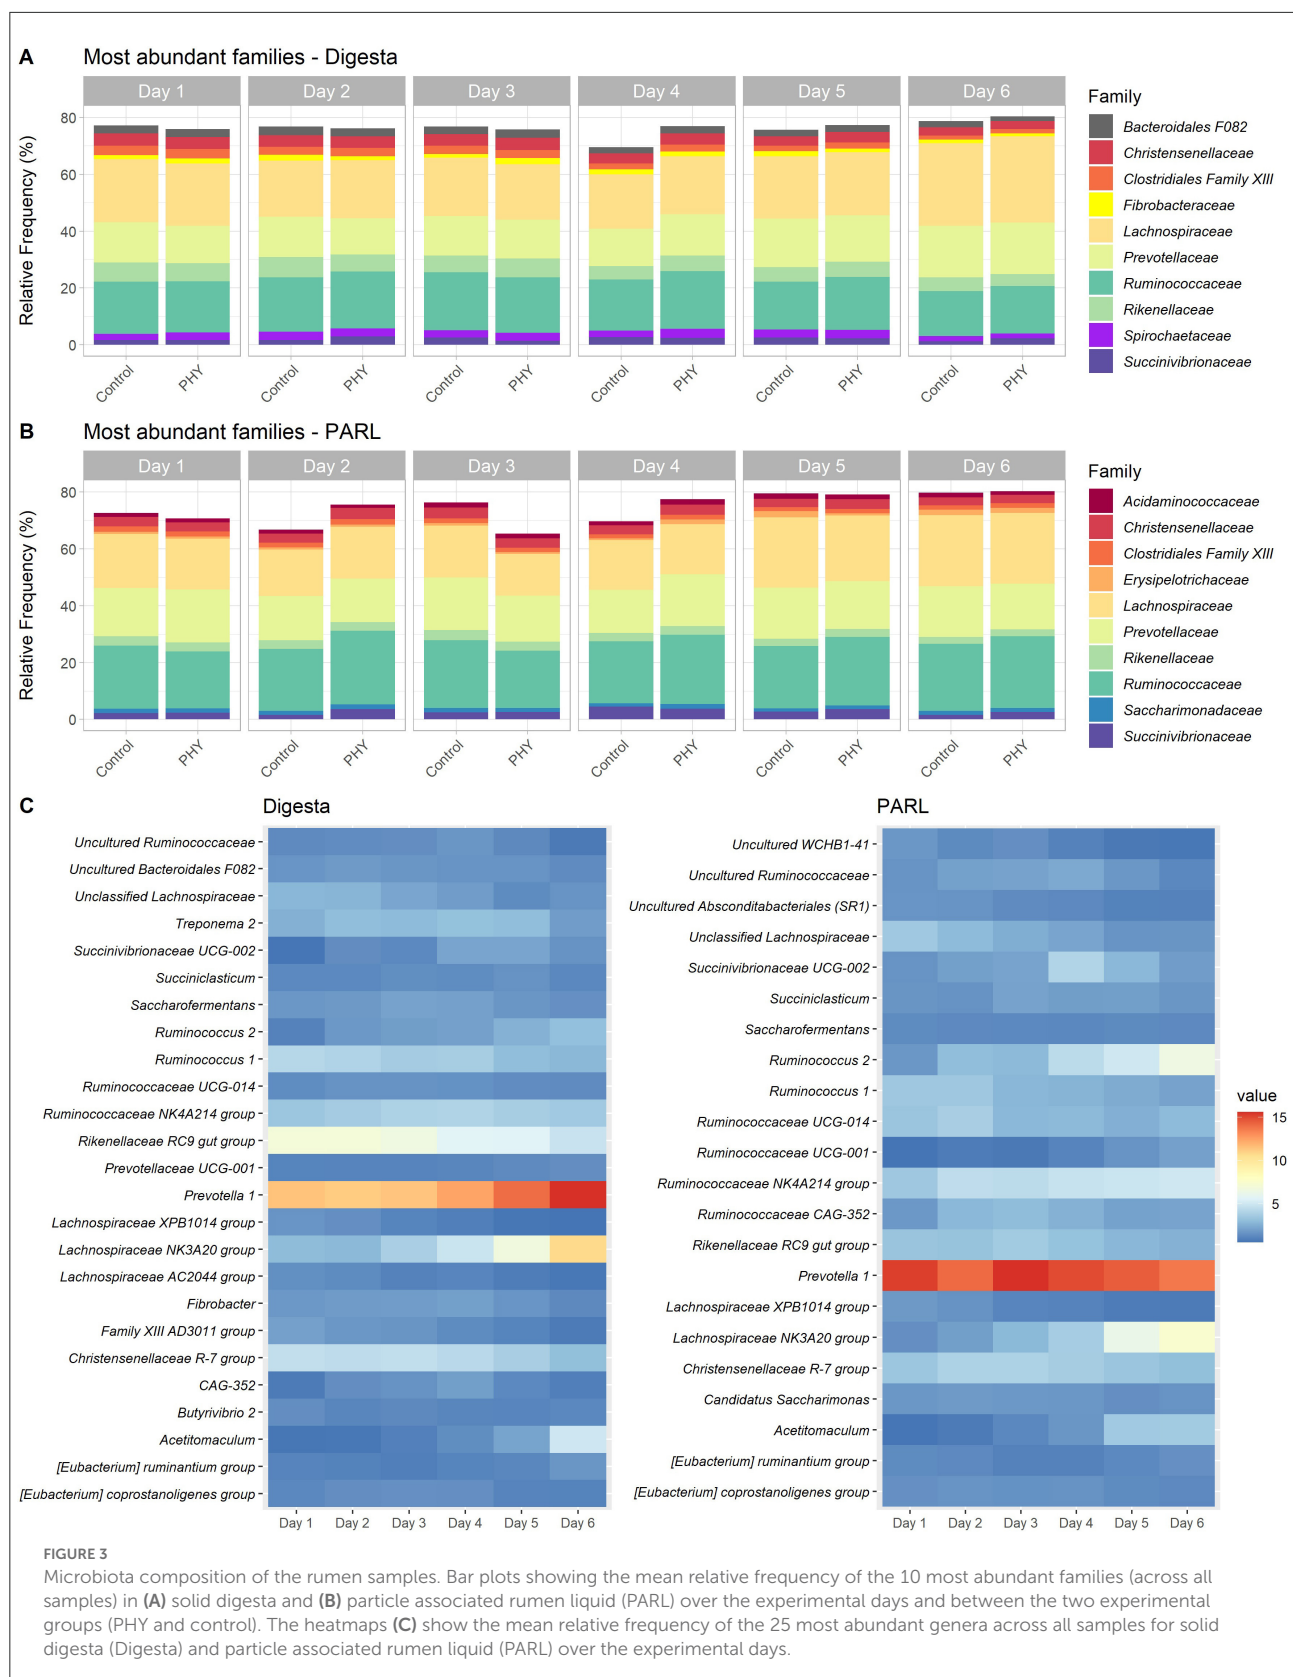 A Most abundant families - Digesta
Day 1 Day 2 Day 3 Day 4 Day 5 Day 6
Relative Frequency (%)
80
60
40
20
0
Control PHY Control PHY Control PHY Control PHY Control PHY Control PHY
Family
Bacteroidales F082
Christensenellaceae
Clostridiales Family XIII
Fibrobacteraceae
Lachnospiraceae
Prevotellaceae
Ruminococcaceae
Rikenellaceae
Spirochaetaceae
Succinivibrionaceae
B Most abundant families - PARL
Day 1 Day 2 Day 3 Day 4 Day 5 Day 6
Relative Frequency (%)
80
60
40
20
0
Control PHY Control PHY Control PHY Control PHY Control PHY Control PHY
Family
Acidaminococcaceae
Christensenellaceae
Clostridiales Family XIII
Erysipelotrichaceae
Lachnospiraceae
Prevotellaceae
Rikenellaceae
Ruminococcaceae
Saccharimonadaceae
Succinivibrionaceae
C Digesta
Uncultured Ruminococcaceae
Uncultured Bacteroidales F082
Unclassified Lachnospiraceae
Treponema 2
Succinivibrionaceae UCG-002
Succiniclasticum
Saccharofermentans
Ruminococcus 2
Ruminococcus 1
Ruminococcaceae UCG-014
Ruminococcaceae NK4A214 group
Rikenellaceae RC9 gut group
Prevotellaceae UCG-001
Prevotella 1
Lachnospiraceae XPB1014 group
Lachnospiraceae NK3A20 group
Lachnospiraceae AC2044 group
Fibrobacter
Family XIII AD3011 group
Christensenellaceae R-7 group
CAG-352
Butyrivibrio 2
Acetitomaculum
[Eubacterium] ruminantium group
[Eubacterium] coprostanoligenes group
Day 1 Day 2 Day 3 Day 4 Day 5 Day 6
PARL
Uncultured WCHB1-41
Uncultured Ruminococcaceae
Uncultured Absconditabacteriales (SR1)
Unclassified Lachnospiraceae
Succinivibrionaceae UCG-002
Succiniclasticum
Saccharofermentans
Ruminococcus 2
Ruminococcus 1
Ruminococcaceae UCG-014
Ruminococcaceae UCG-001
Ruminococcaceae NK4A214 group
Ruminococcaceae CAG-352
Rikenellaceae RC9 gut group
Prevotella 1
Lachnospiraceae XPB1014 group
Lachnospiraceae NK3A20 group
Christensenellaceae R-7 group
Candidatus Saccharimonas
Acetitomaculum
[Eubacterium] ruminantium group
[Eubacterium] coprostanoligenes group
Day 1 Day 2 Day 3 Day 4 Day 5 Day 6
value
15
10
5
FIGURE 3
Microbiota composition of the rumen samples. Bar plots showing the mean relative frequency of the 10 most abundant families (across all
samples) in (A) solid digesta and (B) particle associated rumen liquid (PARL) over the experimental days and between the two experimental
groups (PHY and control). The heatmaps (C) show the mean relative frequency of the 25 most abundant genera across all samples for solid
digesta (Digesta) and particle associated rumen liquid (PARL) over the experimental days.